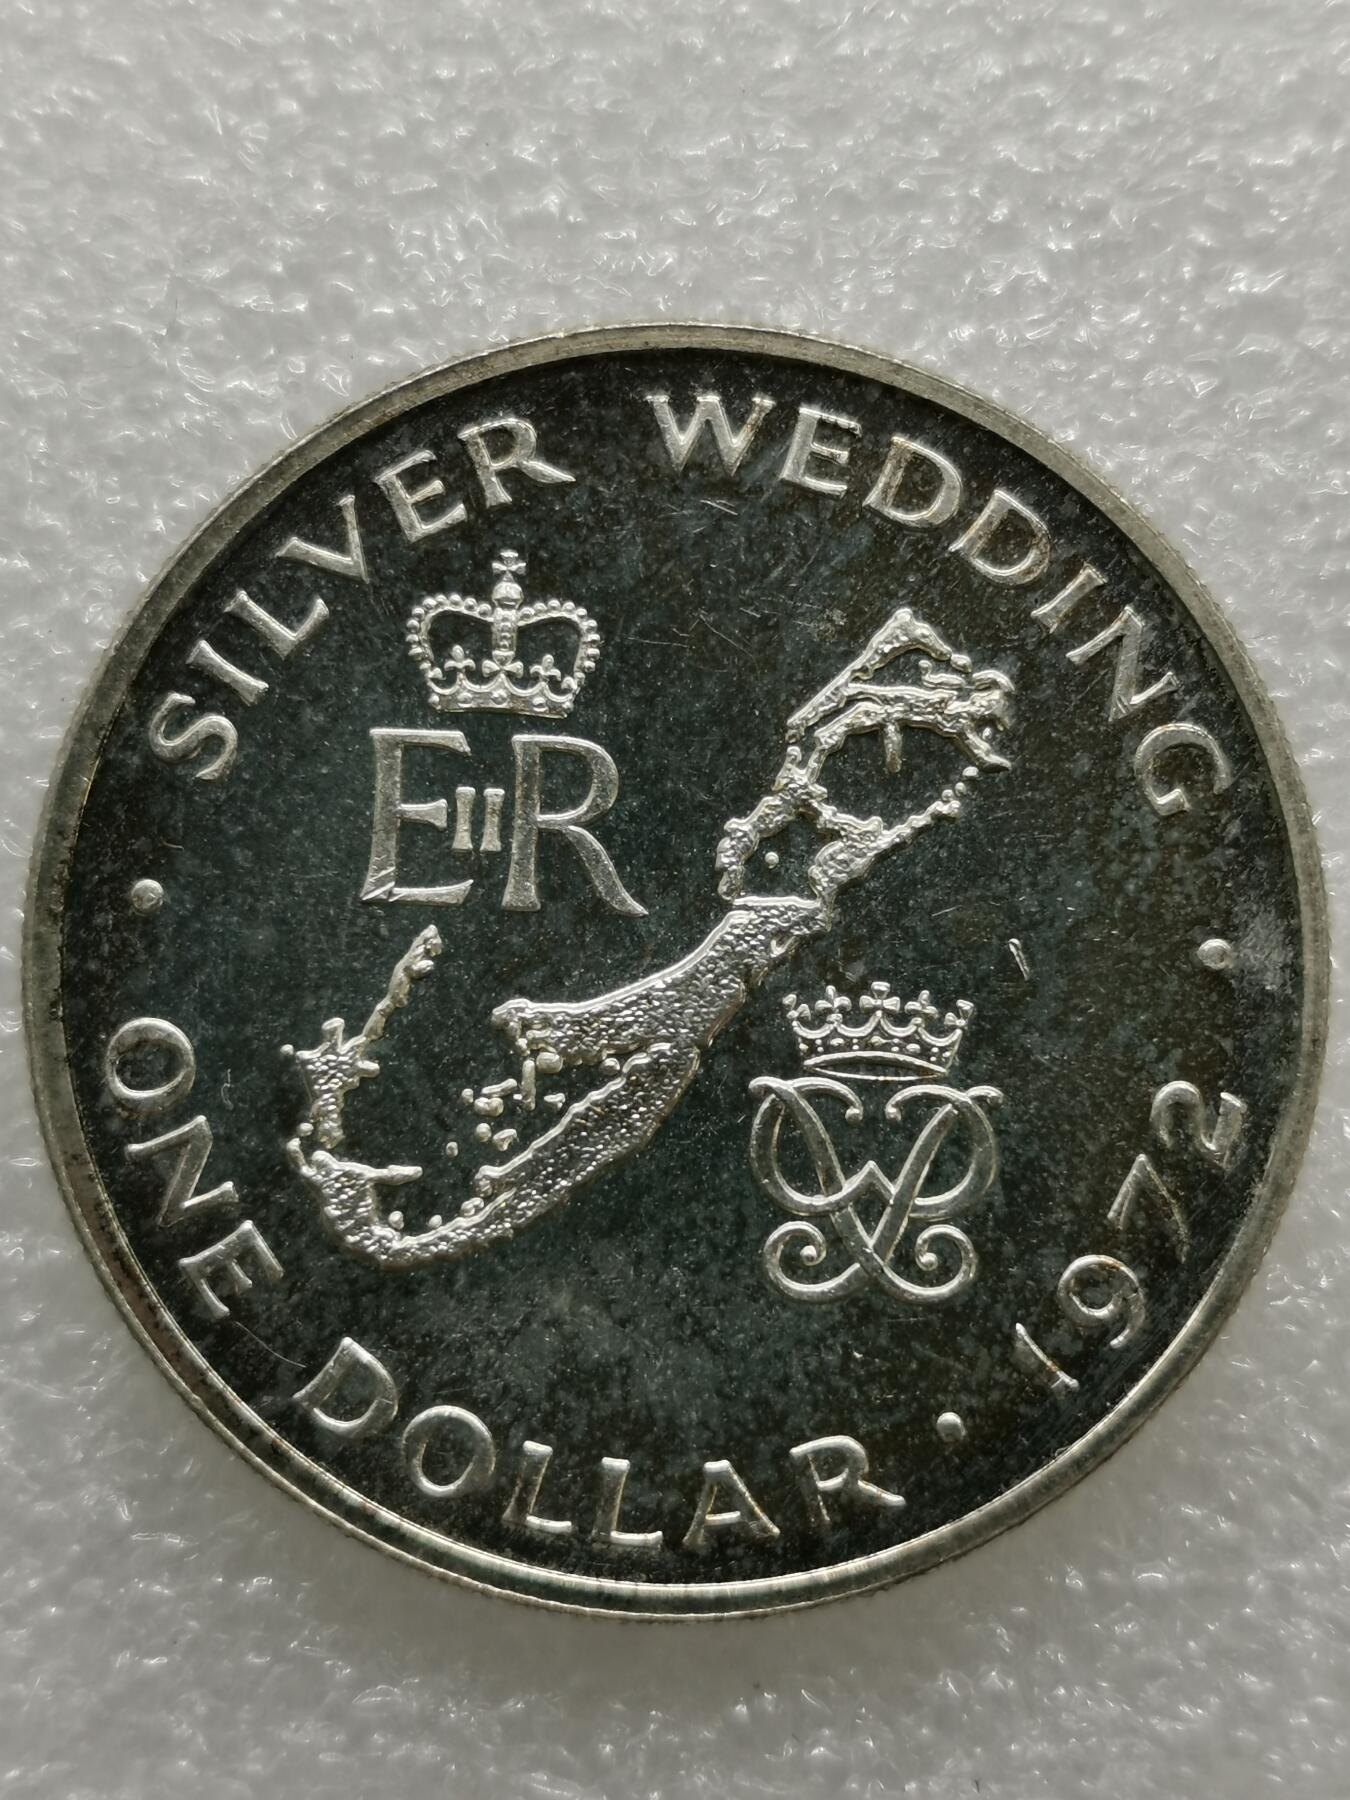 SILVER WEDDING
EIIR
ONE DOLLAR · 1972